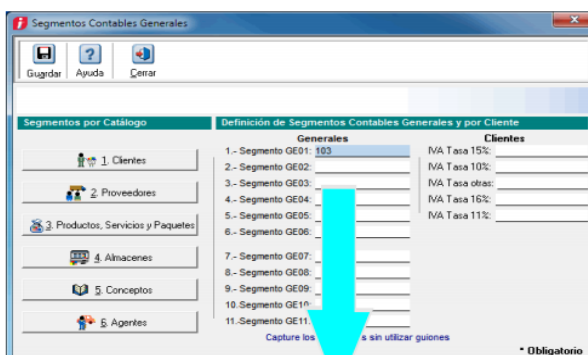 Segmentos Contables Generales
Guardar Ayuda Cerrar
Segmentos por Catálogo
1. Clientes
2. Proveedores
3. Productos, Servicios y Paquetes
4. Almacenes
5. Conceptos
6. Agentes
Definición de Segmentos Contables Generales y por Cliente
Generales
1.- Segmento GE01: 103
2.- Segmento GE02:
3.- Segmento GE03:
4.- Segmento GE04:
5.- Segmento GE05:
6.- Segmento GE06:
7.- Segmento GE07:
8.- Segmento GE08:
9.- Segmento GE09:
10.Segmento GE10:
11.-Segmento GE11:
Clientes
IVA Tasa 15%:
IVA Tasa 10%:
IVA Tasa otras:
IVA Tasa 16%:
IVA Tasa 11%:
Capture los sin utilizar guiones
* Obligatorio